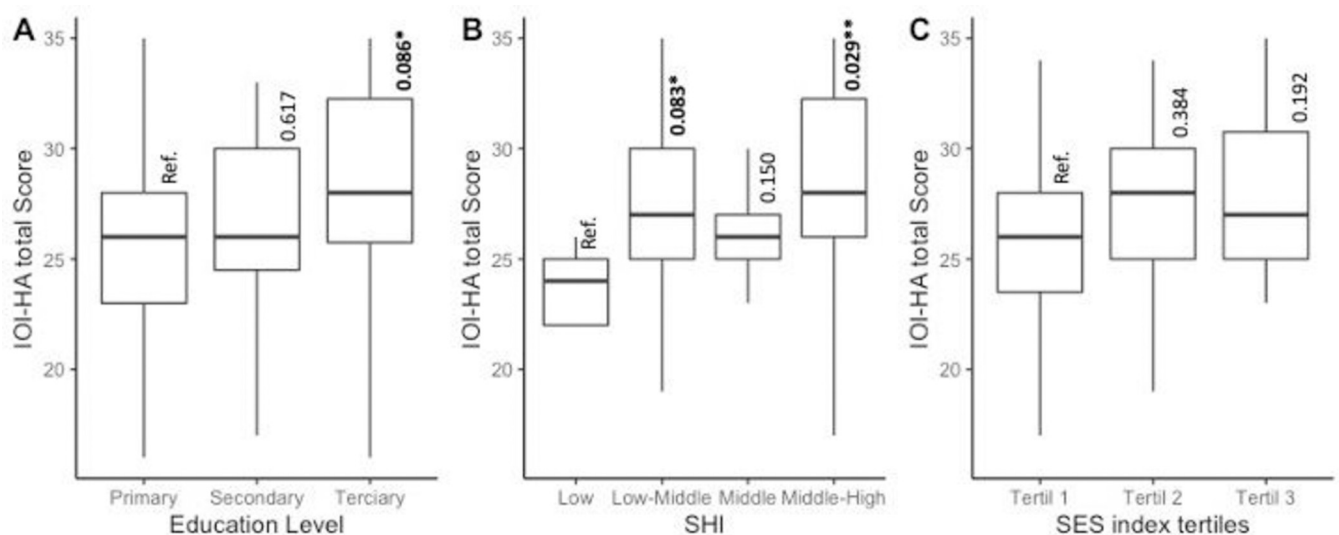 A
IOI-HA total Score
35
30
25
20
Ref.
0.617
0.086*
Primary
Secondary
Terciary
Education Level
B
IOI-HA total Score
35
30
25
20
Ref.
0.083*
0.150
0.029**
Low
Low-Middle
Middle
Middle-High
SHI
C
IOI-HA total Score
35
30
25
20
Ref.
0.384
0.192
Tertil 1
Tertil 2
Tertil 3
SES index tertiles